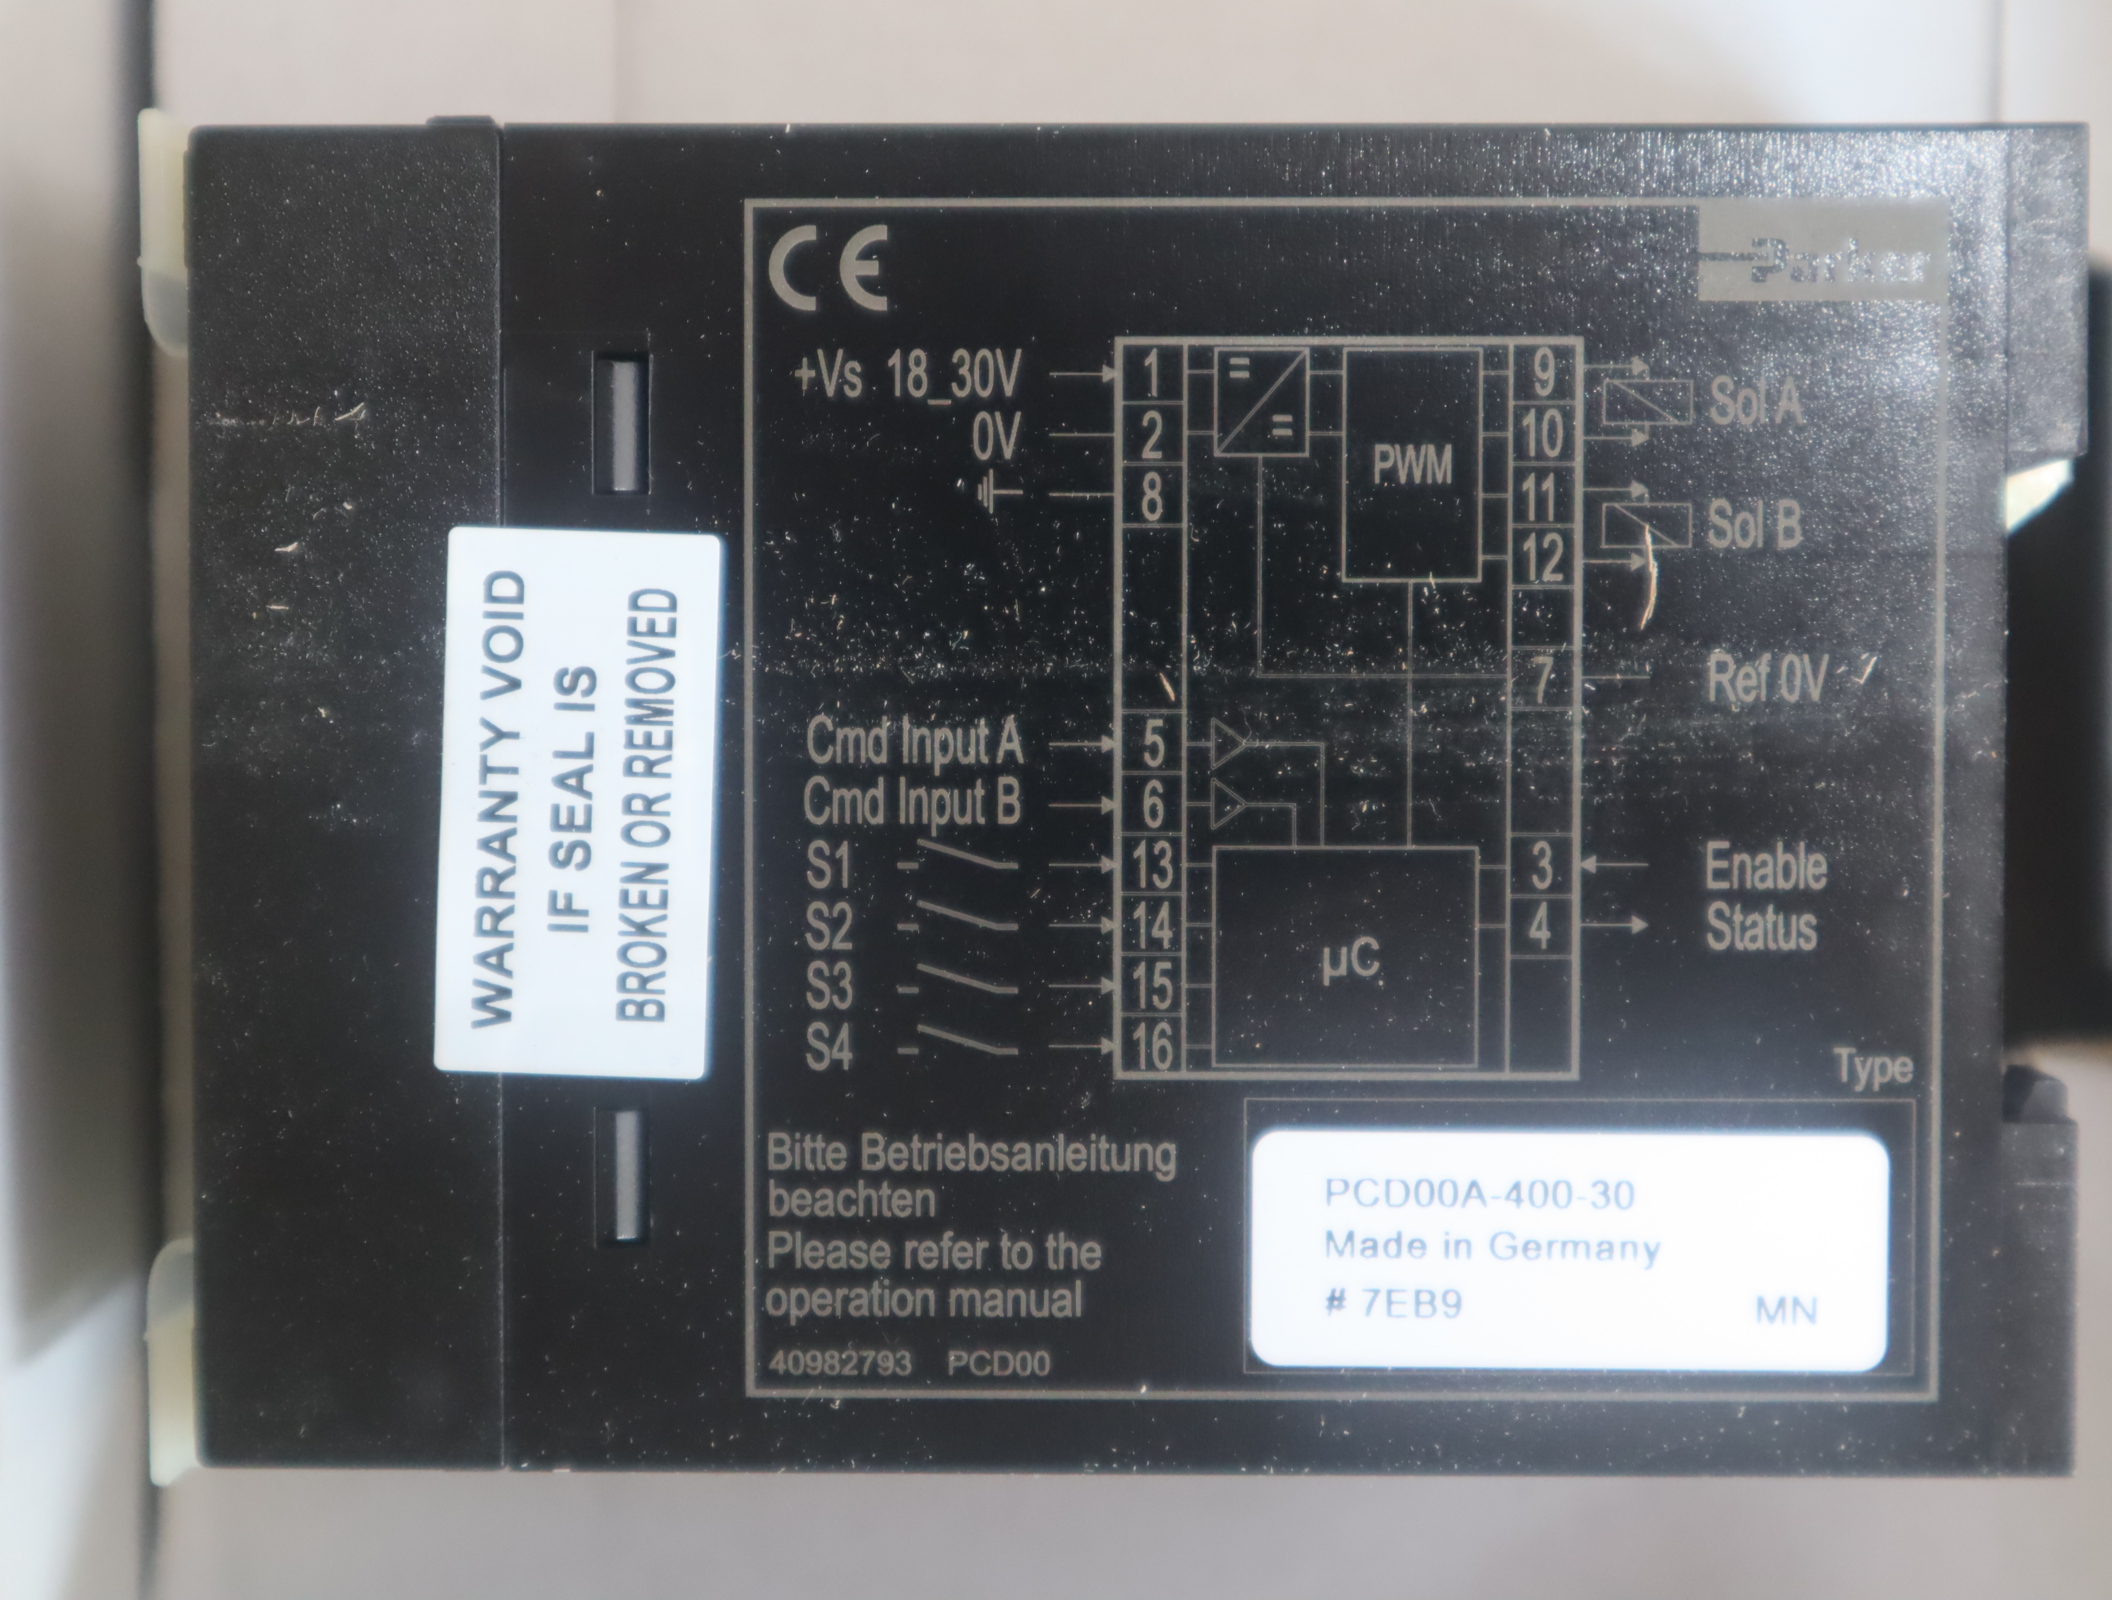 CE
Parker
+Vs 18_30V
0V
1
2
8
PWM
9
10
11
12
Sol A
Sol B
7
Ref 0V
Cmd Input A
Cmd Input B
S1
S2
S3
S4
5
6
13
14
15
16
µC
3
4
Enable
Status
Type
Bitte Betriebsanleitung
beachten
Please refer to the
operation manual
40982793 PCD00
PCD00A-400-30
Made in Germany
# 7EB9 MN
WARRANTY VOID
IF SEAL IS
BROKEN OR REMOVED